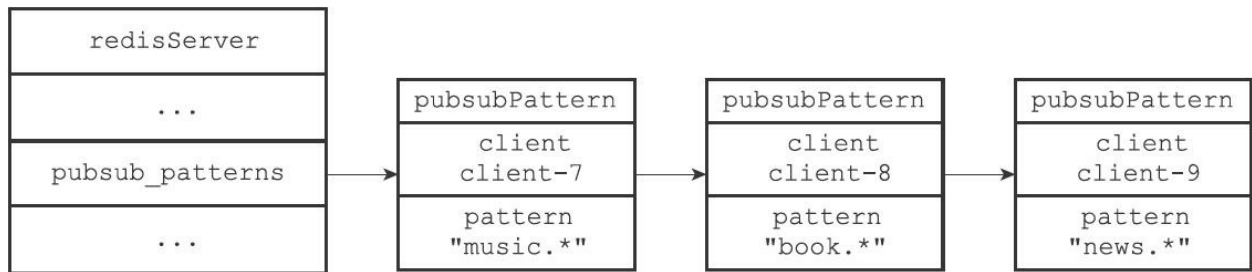 redisServer
...
pubsub_patterns
...
pubsubPattern
client
client-7
pattern
"music.*"
pubsubPattern
client
client-8
pattern
"book.*"
pubsubPattern
client
client-9
pattern
"news.*"